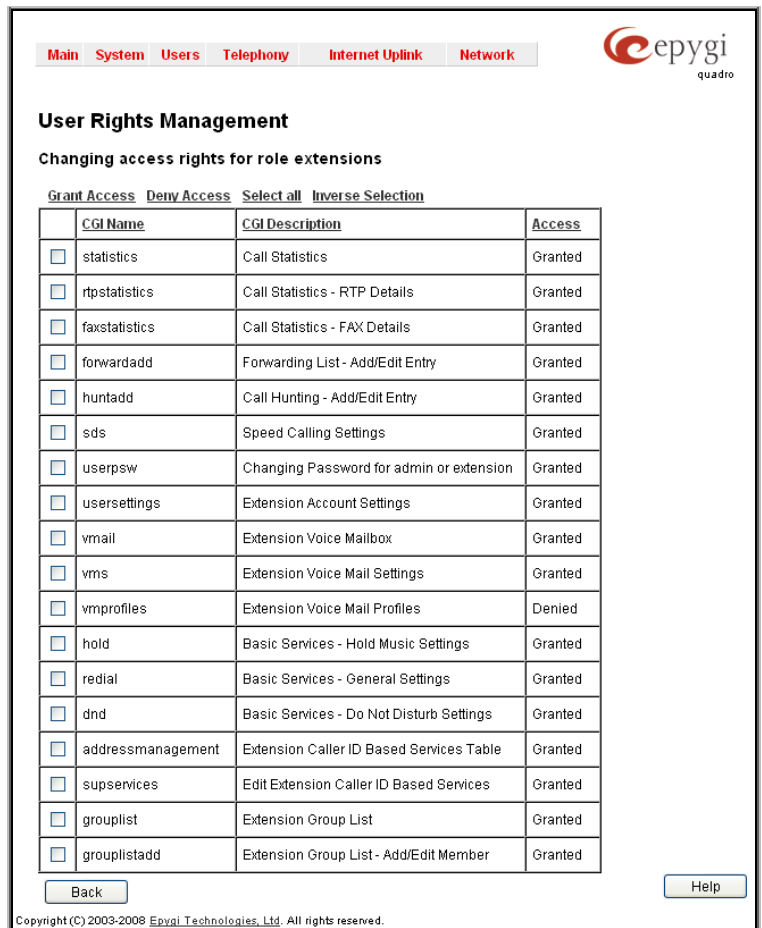 Main System Users Telephony Internet Uplink Network
epygi
quadro
User Rights Management
Changing access rights for role extensions
Grant Access Deny Access Select all Inverse Selection
CGI Name CGI Description Access
statistics Call Statistics Granted
rtpstatistics Call Statistics - RTP Details Granted
faxstatistics Call Statistics - FAX Details Granted
forwardadd Forwarding List - Add/Edit Entry Granted
huntadd Call Hunting - Add/Edit Entry Granted
sds Speed Calling Settings Granted
userpsw Changing Password for admin or extension Granted
usersettings Extension Account Settings Granted
vmail Extension Voice Mailbox Granted
vms Extension Voice Mail Settings Granted
vmprofiles Extension Voice Mail Profiles Denied
hold Basic Services - Hold Music Settings Granted
redial Basic Services - General Settings Granted
dnd Basic Services - Do Not Disturb Settings Granted
addressmanagement Extension Caller ID Based Services Table Granted
supservices Edit Extension Caller ID Based Services Granted
grouplist Extension Group List Granted
grouplistadd Extension Group List - Add/Edit Member Granted
Back Help
Copyright (C) 2003-2008 Epygi Technologies, Ltd. All rights reserved.